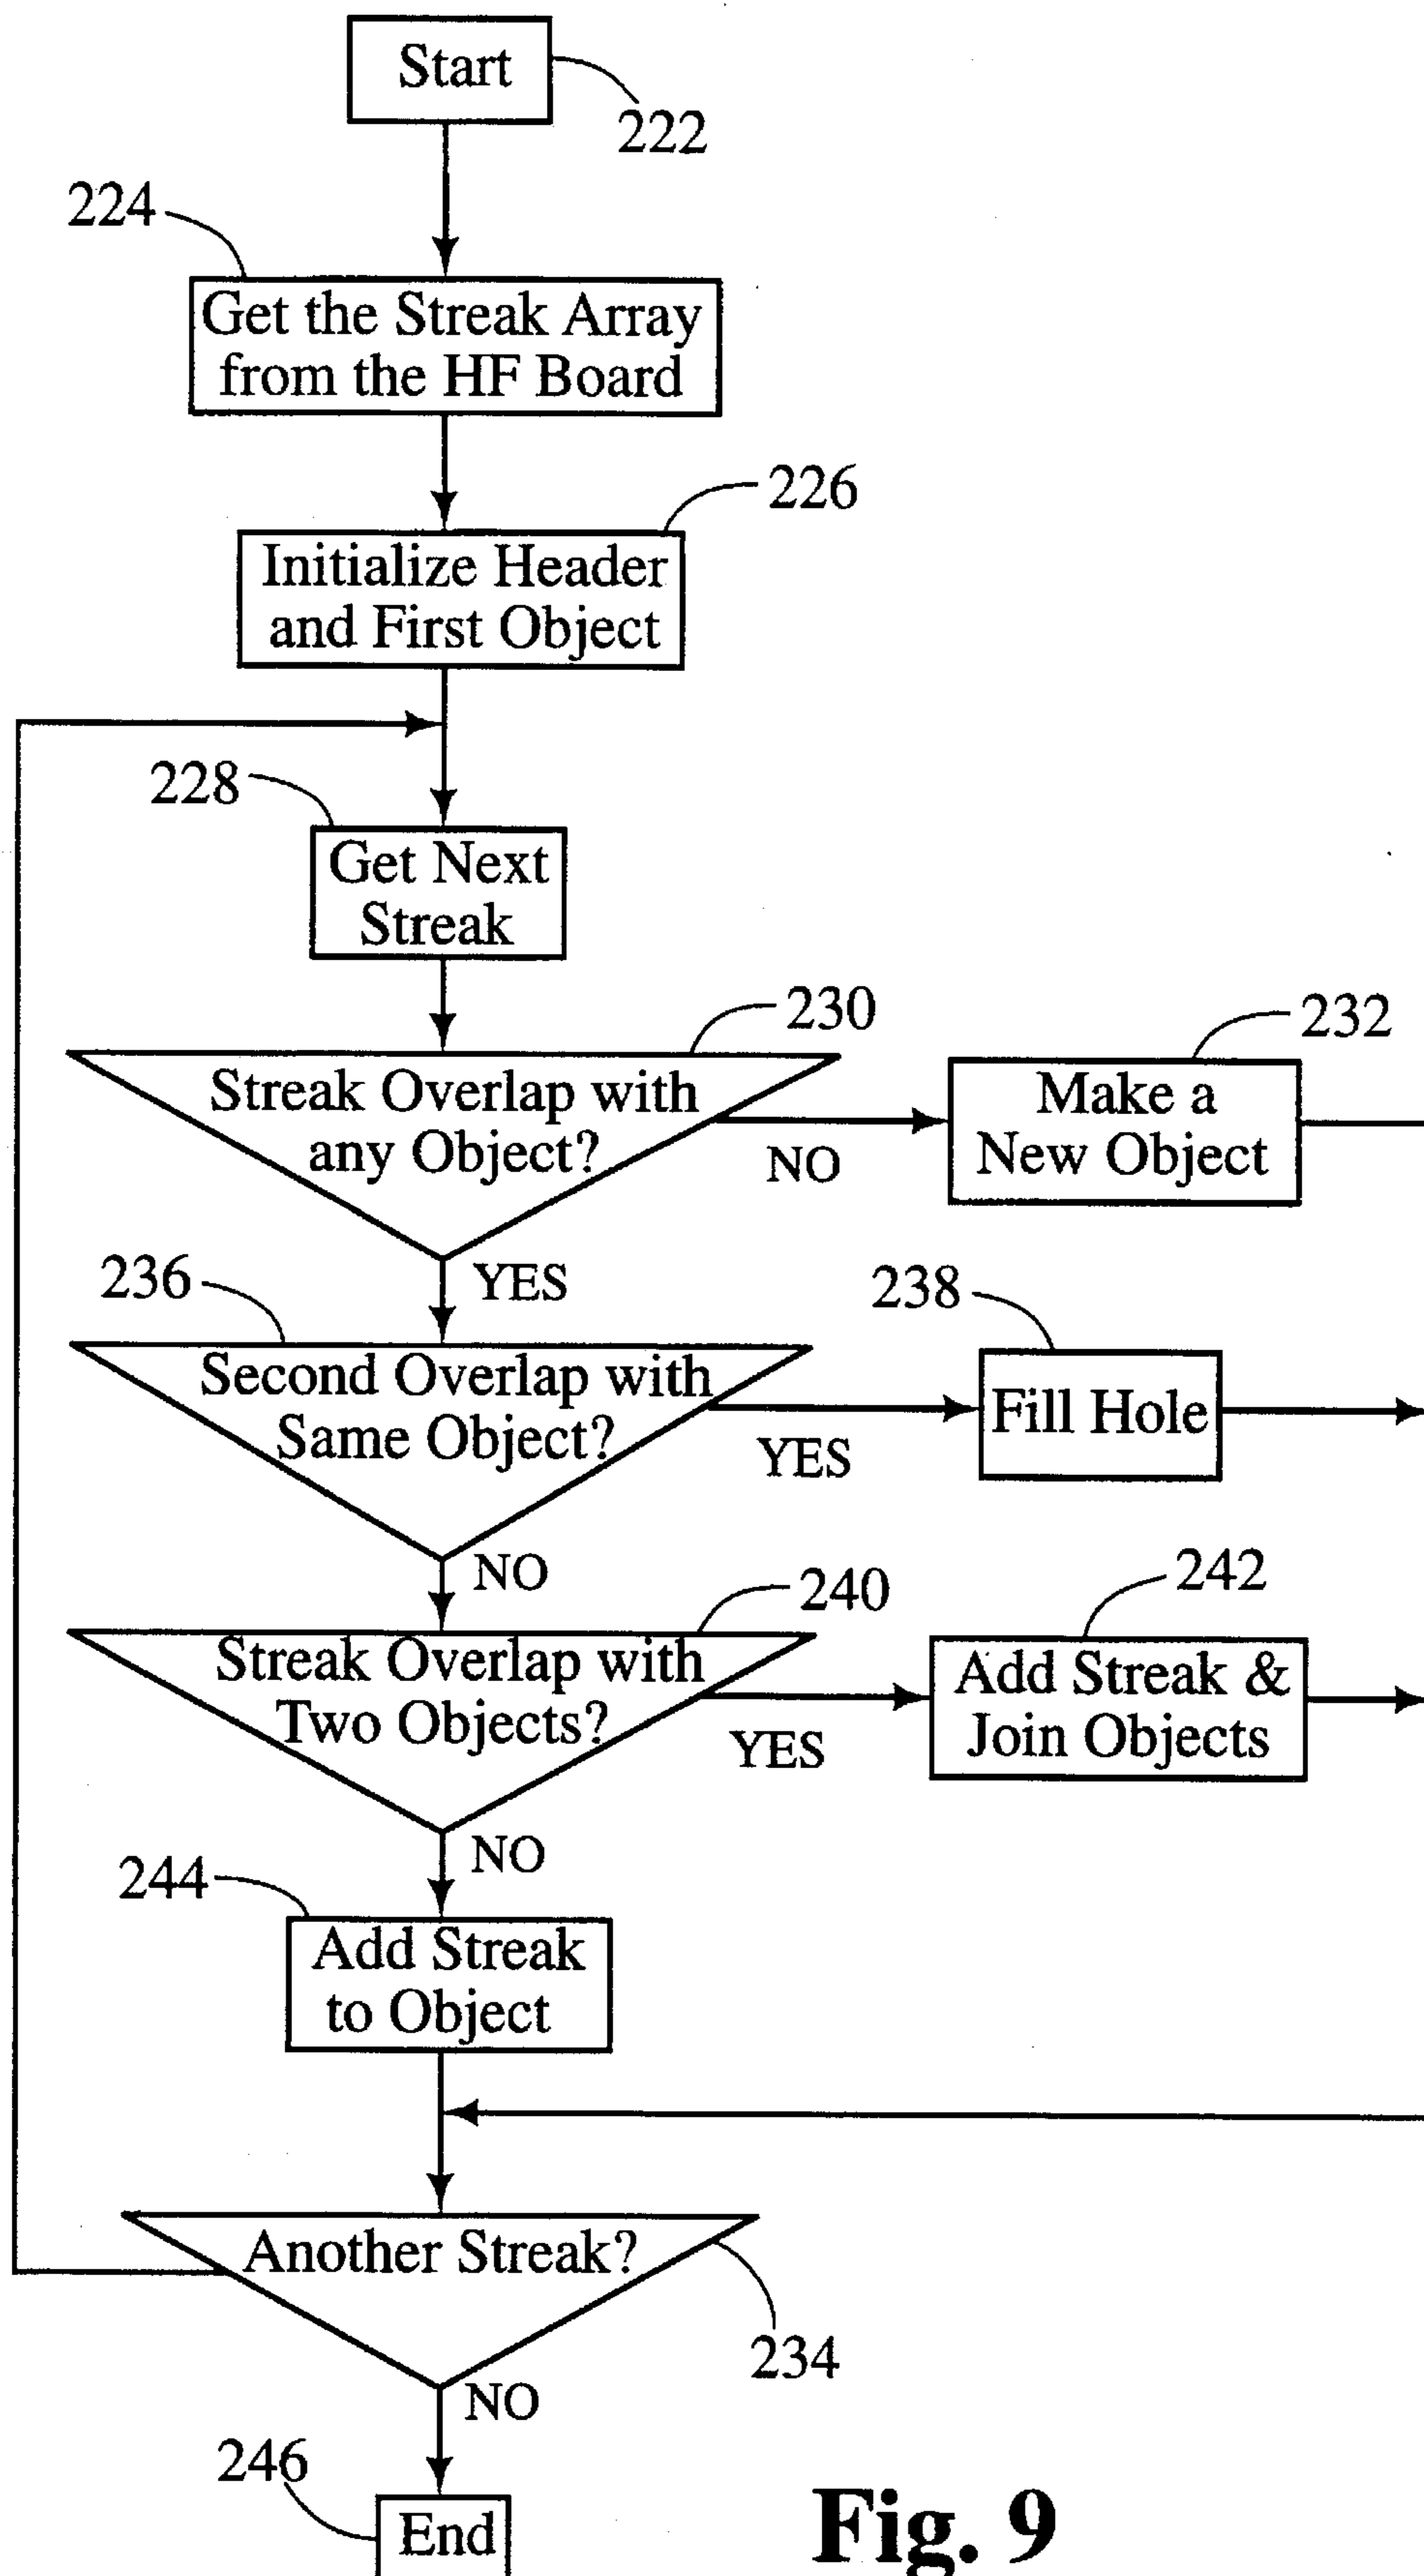 Start
222
224
Get the Streak Array
from the HF Board
226
Initialize Header
and First Object
228
Get Next
Streak
230
Streak Overlap with
any Object?
NO
232
Make a
New Object
YES
236
Second Overlap with
Same Object?
YES
238
Fill Hole
NO
240
Streak Overlap with
Two Objects?
YES
242
Add Streak &
Join Objects
NO
244
Add Streak
to Object
Another Streak?
234
NO
246
End
Fig. 9